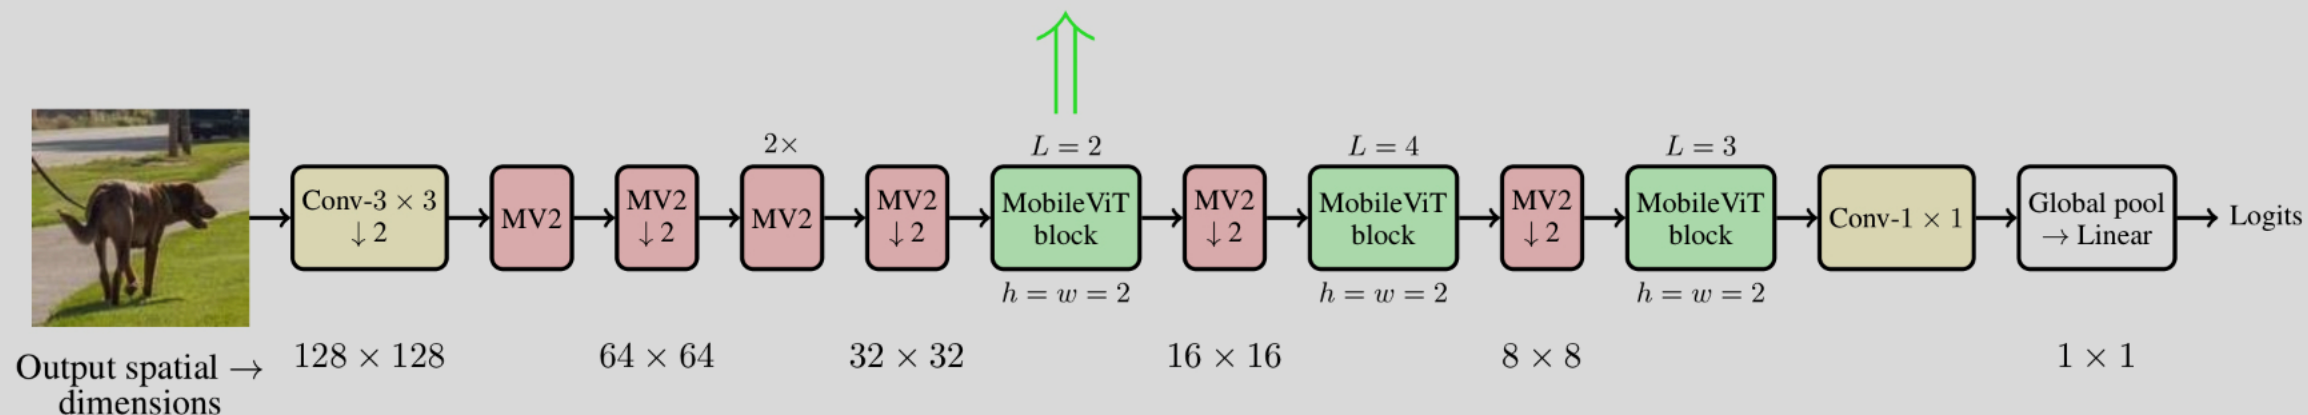 2×
L = 2
L = 4
L = 3
Conv-3 × 3
↓ 2
MV2
MV2
↓ 2
MV2
MV2
↓ 2
MobileViT
block
MV2
↓ 2
MobileViT
block
MV2
↓ 2
MobileViT
block
Conv-1 × 1
Global pool
→ Linear
Logits
h = w = 2
h = w = 2
h = w = 2
Output spatial →
dimensions
128 × 128
64 × 64
32 × 32
16 × 16
8 × 8
1 × 1